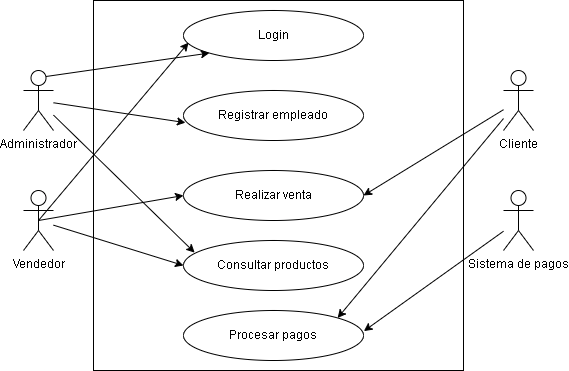 Login
Registrar empleado
Administrador
Cliente
Realizar venta
Vendedor
Consultar productos
Sistema de pagos
Procesar pagos